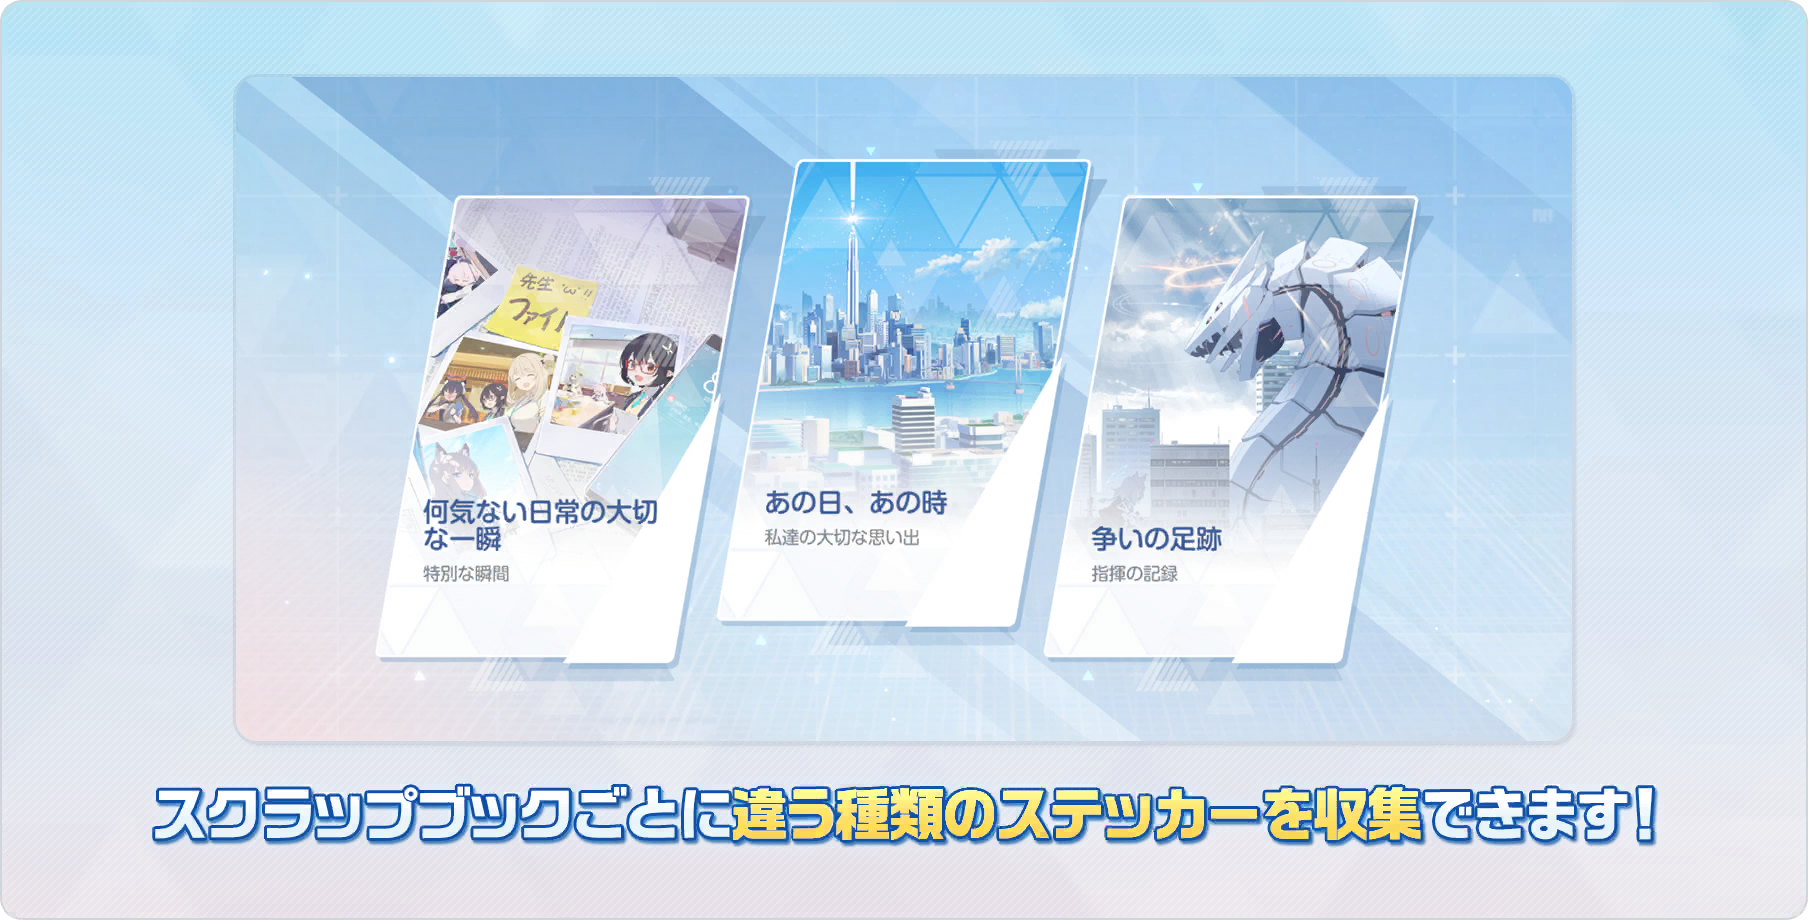 先生 'ω' !!
ファイル
何気ない日常の大切
な一瞬
特別な瞬間
あの日、あの時
私達の大切な思い出
争いの足跡
指揮の記録
スクラップブックごとに違う種類のステッカーを収集できます!